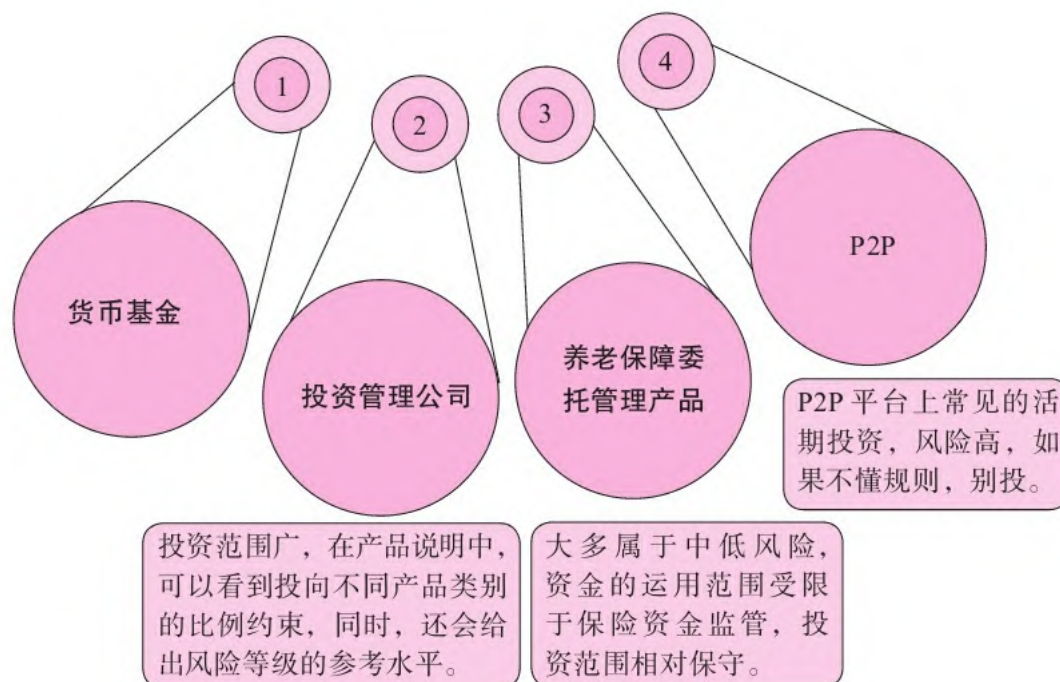 1
货币基金
2
投资管理公司
投资范围广，在产品说明中，
可以看到投向不同产品类别
的比例约束，同时，还会给
出风险等级的参考水平。
3
养老保障委
托管理产品
大多属于中低风险，
资金的运用范围受限
于保险资金监管，投
资范围相对保守。
4
P2P
P2P 平台上常见的活
期投资，风险高，如
果不懂规则，别投。